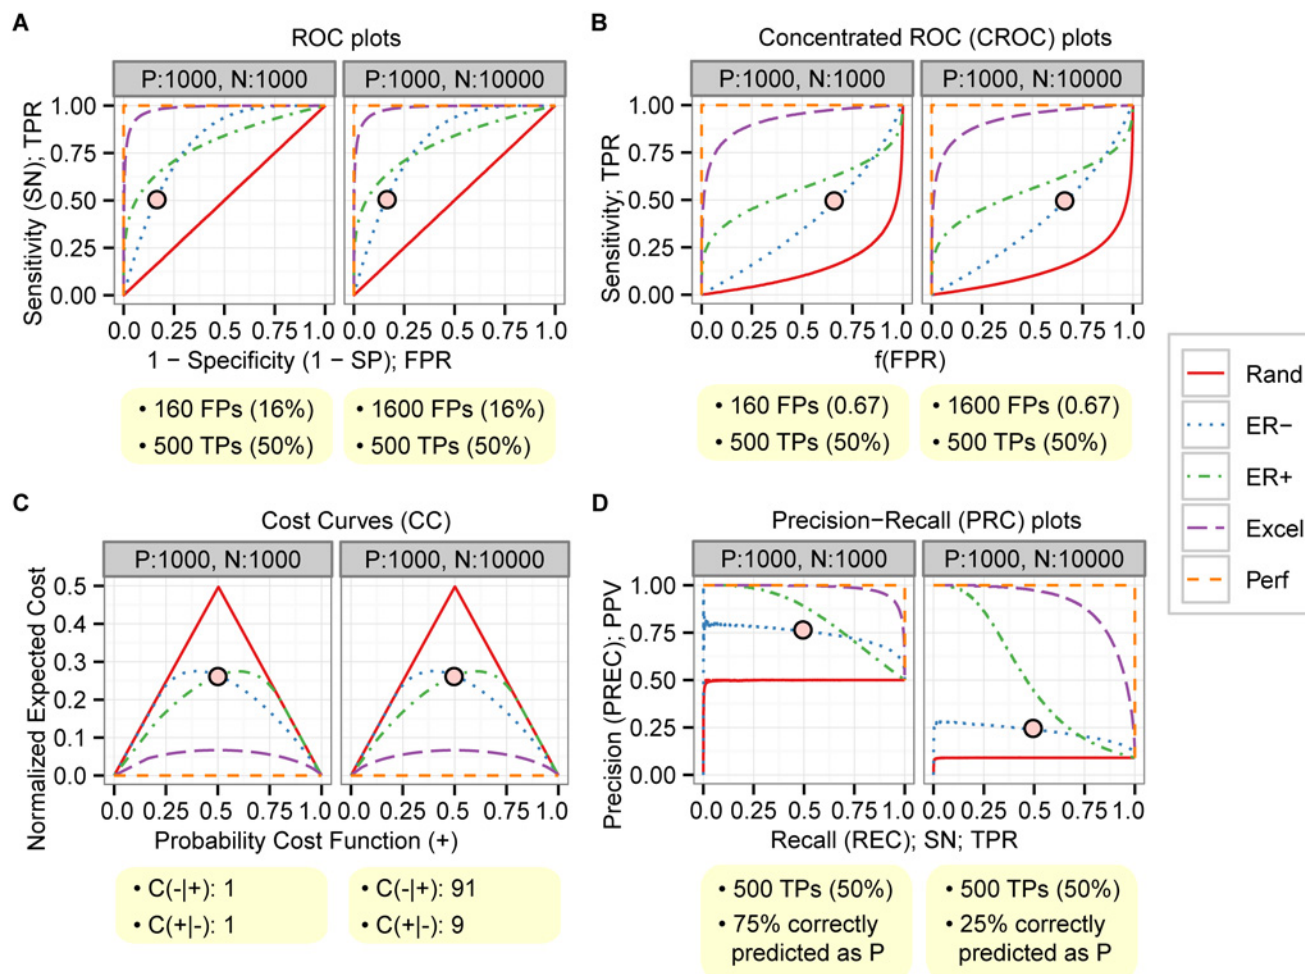 A
ROC plots
P:1000, N:1000
P:1000, N:10000
Sensitivity (SN); TPR
1.00
0.75
0.50
0.25
0.00
0.0 0.25 0.5 0.75 1.0
0.0 0.25 0.5 0.75 1.0
1 − Specificity (1 − SP); FPR
• 160 FPs (16%)
• 500 TPs (50%)
• 1600 FPs (16%)
• 500 TPs (50%)
B
Concentrated ROC (CROC) plots
P:1000, N:1000
P:1000, N:10000
Sensitivity; TPR
1.00
0.75
0.50
0.25
0.00
0.0 0.25 0.5 0.75 1.0
0.0 0.25 0.5 0.75 1.0
f(FPR)
• 160 FPs (0.67)
• 500 TPs (50%)
• 1600 FPs (0.67)
• 500 TPs (50%)
Rand
ER−
ER+
Excel
Perf
C
Cost Curves (CC)
P:1000, N:1000
P:1000, N:10000
Normalized Expected Cost
0.5
0.4
0.3
0.2
0.1
0.0
0.0 0.25 0.5 0.75 1.0
0.0 0.25 0.5 0.75 1.0
Probability Cost Function (+)
• C(-|+): 1
• C(+|-): 1
• C(-|+): 91
• C(+|-): 9
D
Precision−Recall (PRC) plots
P:1000, N:1000
P:1000, N:10000
Precision (PREC); PPV
1.00
0.75
0.50
0.25
0.00
0.0 0.25 0.5 0.75 1.0
0.0 0.25 0.5 0.75 1.0
Recall (REC); SN; TPR
• 500 TPs (50%)
• 75% correctly
predicted as P
• 500 TPs (50%)
• 25% correctly
predicted as P